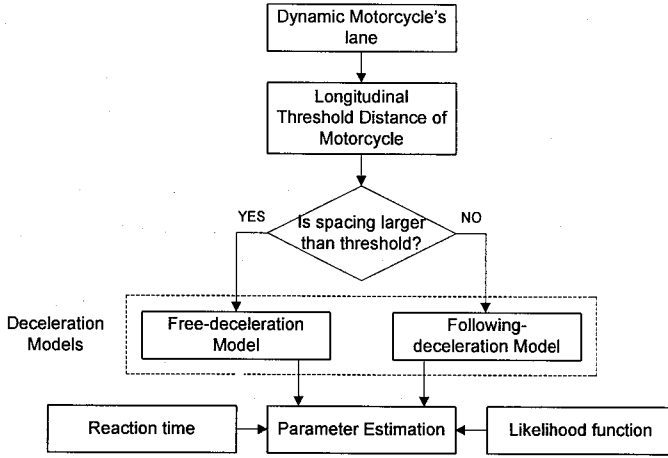 Dynamic Motorcycle's
lane
Longitudinal
Threshold Distance of
Motorcycle
YES
Is spacing larger
than threshold?
NO
Deceleration
Models
Free-deceleration
Model
Following-
deceleration Model
Reaction time
Parameter Estimation
Likelihood function